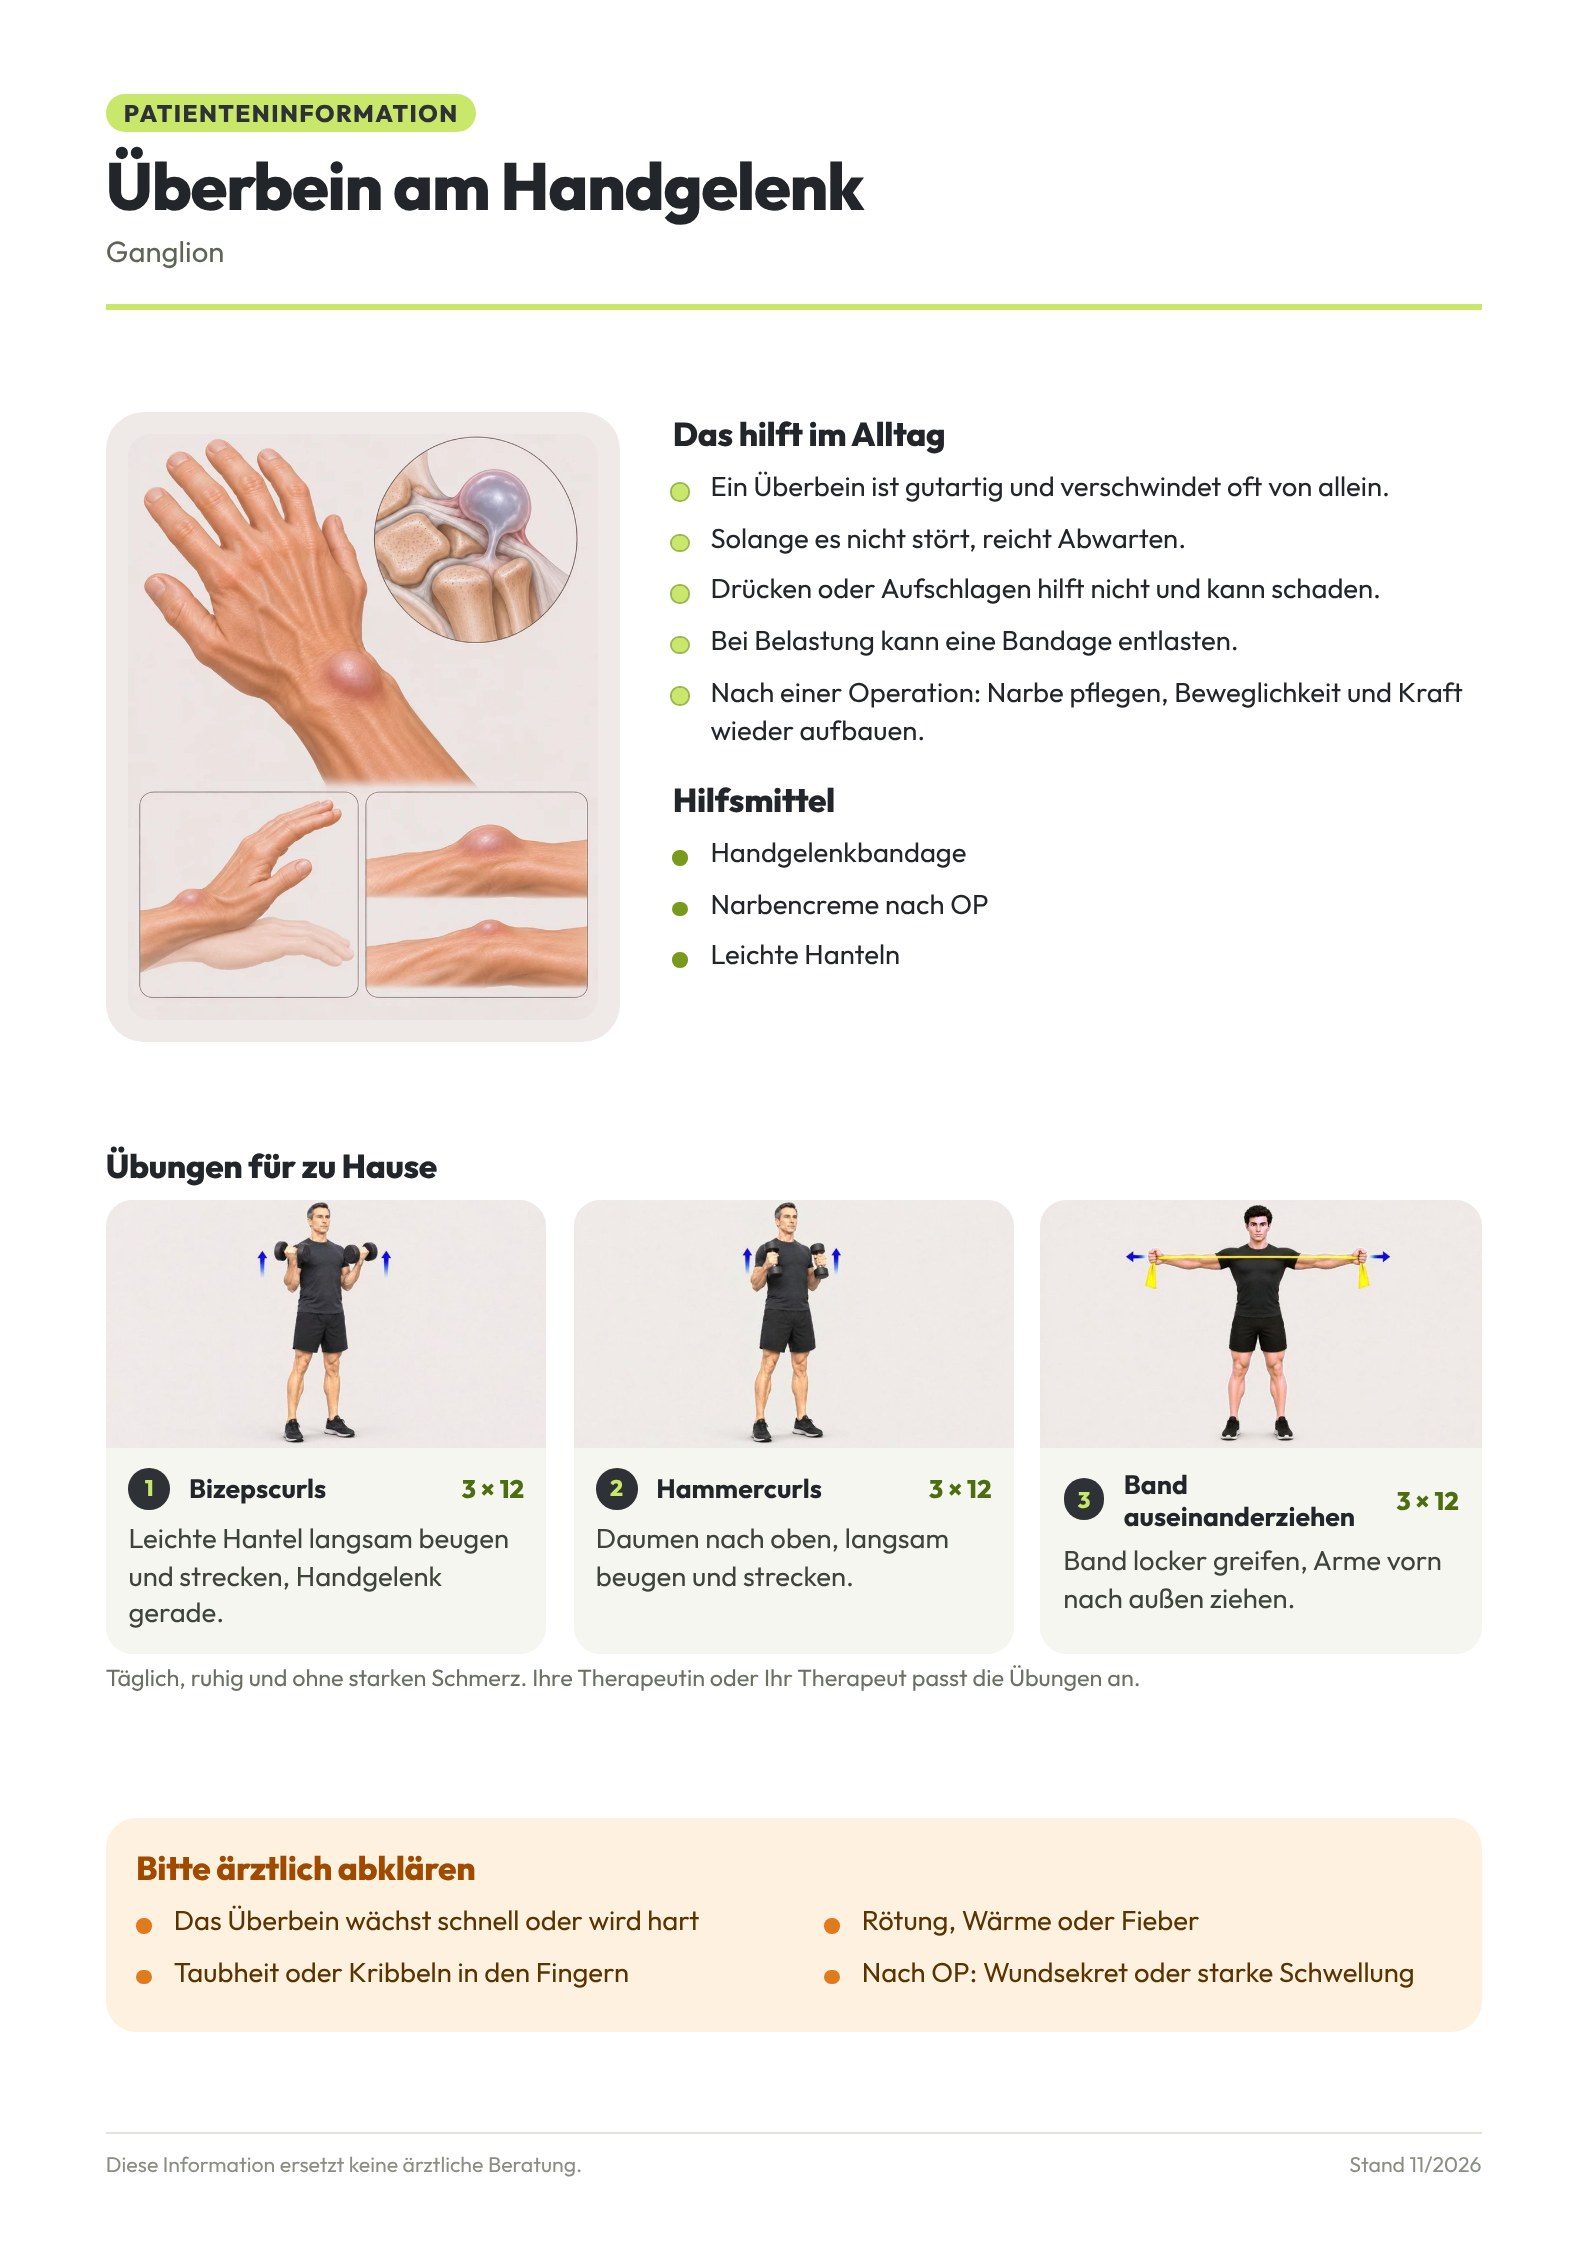 PATIENTENINFORMATION
Überbein am Handgelenk
Ganglion
Das hilft im Alltag
Ein Überbein ist gutartig und verschwindet oft von allein.
Solange es nicht stört, reicht Abwarten.
Drücken oder Aufschlagen hilft nicht und kann schaden.
Bei Belastung kann eine Bandage entlasten.
Nach einer Operation: Narbe pflegen, Beweglichkeit und Kraft
wieder aufbauen.
Hilfsmittel
Handgelenkbandage
Narbencreme nach OP
Leichte Hanteln
Übungen für zu Hause
1 Bizepscurls 3 × 12
Leichte Hantel langsam beugen
und strecken, Handgelenk
gerade.
2 Hammercurls 3 × 12
Daumen nach oben, langsam
beugen und strecken.
3 Band
auseinanderziehen 3 × 12
Band locker greifen, Arme vorn
nach außen ziehen.
Täglich, ruhig und ohne starken Schmerz. Ihre Therapeutin oder Ihr Therapeut passt die Übungen an.
Bitte ärztlich abklären
Das Überbein wächst schnell oder wird hart
Taubheit oder Kribbeln in den Fingern
Rötung, Wärme oder Fieber
Nach OP: Wundsekret oder starke Schwellung
Diese Information ersetzt keine ärztliche Beratung.
Stand 11/2026